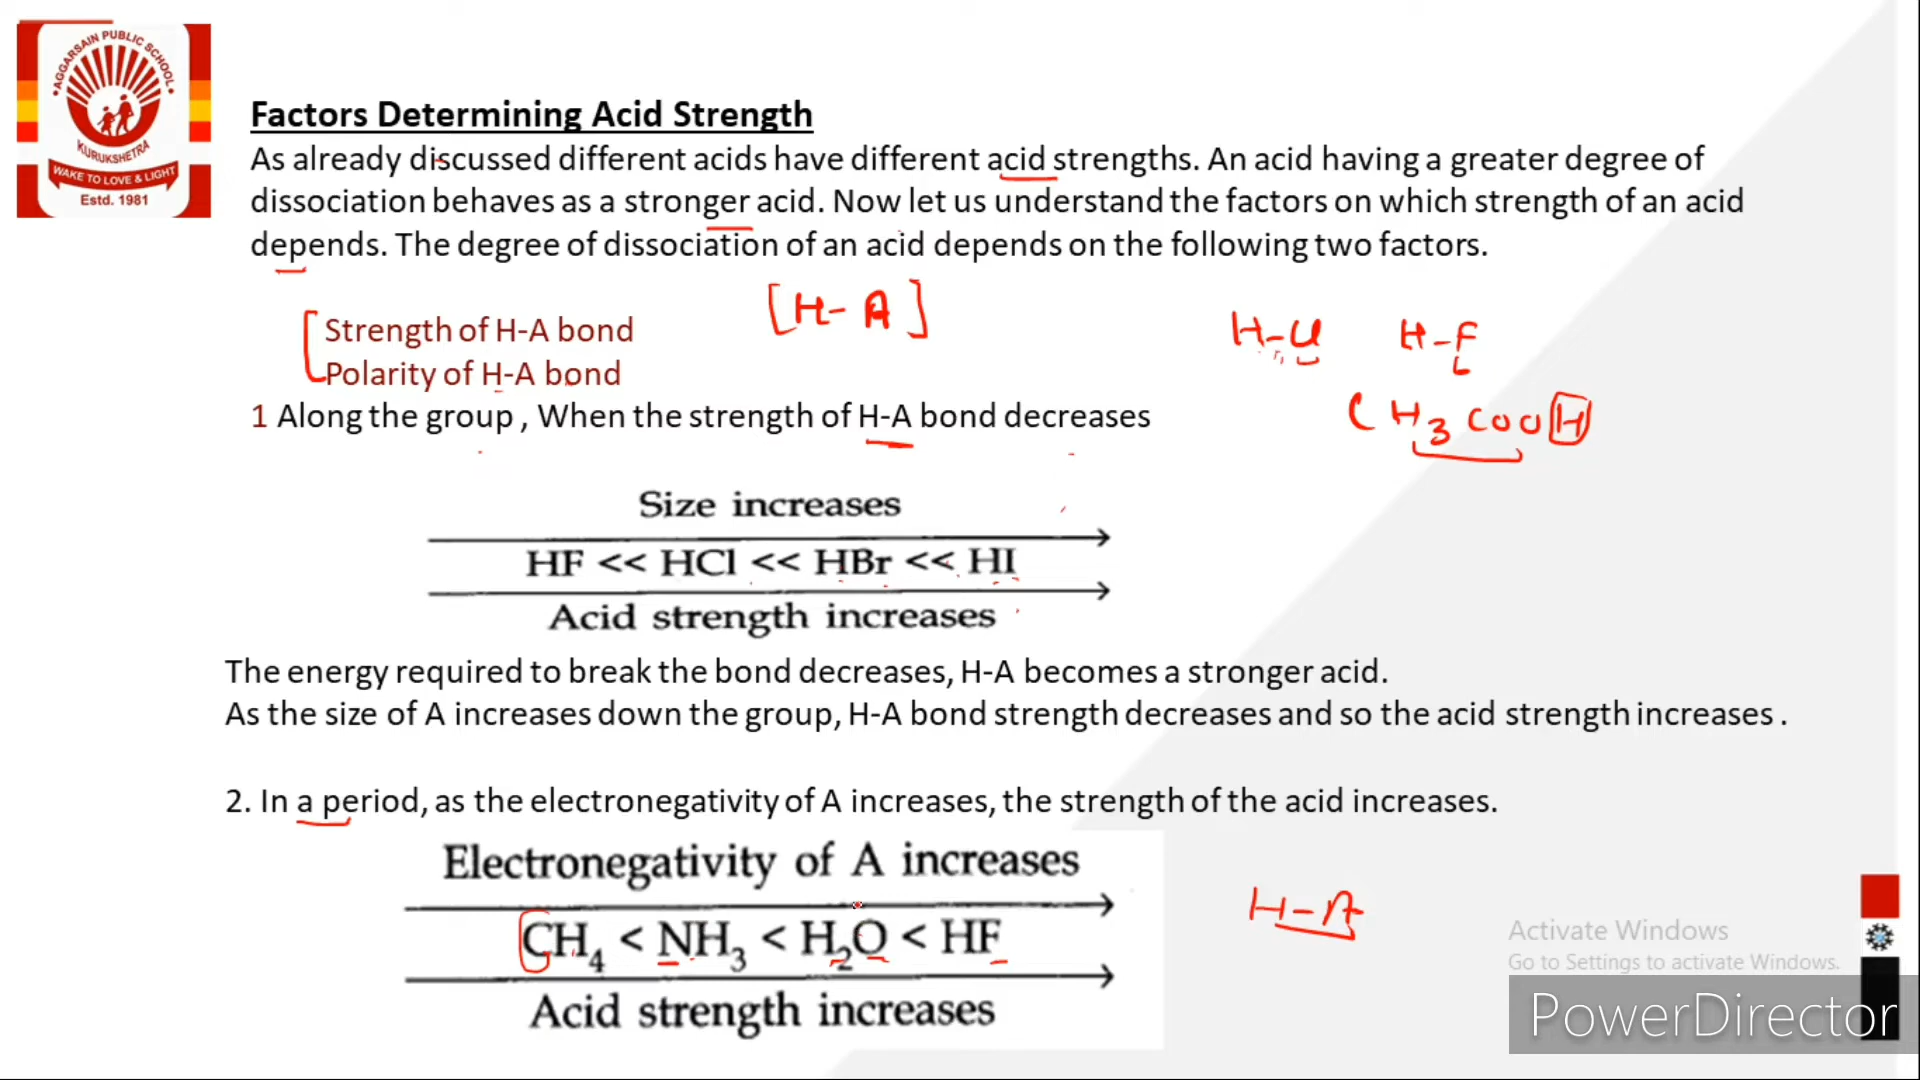 AGGARSAIN PUBLIC SCHOOL
KURUKSHETRA
WAKE TO LOVE & LIGHT
Estd. 1981
Factors Determining Acid Strength
As already discussed different acids have different acid strengths. An acid having a greater degree of
dissociation behaves as a stronger acid. Now let us understand the factors on which strength of an acid
depends. The degree of dissociation of an acid depends on the following two factors.
[H-A]
Strength of H-A bond
H-Cl H-F
Polarity of H-A bond
1 Along the group , When the strength of H-A bond decreases
CH3COOH
Size increases
HF << HCl << HBr << HI
Acid strength increases
The energy required to break the bond decreases, H-A becomes a stronger acid.
As the size of A increases down the group, H-A bond strength decreases and so the acid strength increases .
2. In a period, as the electronegativity of A increases, the strength of the acid increases.
Electronegativity of A increases
H-A
CH₄ < NH₃ < H₂O < HF
Acid strength increases
Activate Windows
Go to Settings to activate Windows.
PowerDirector